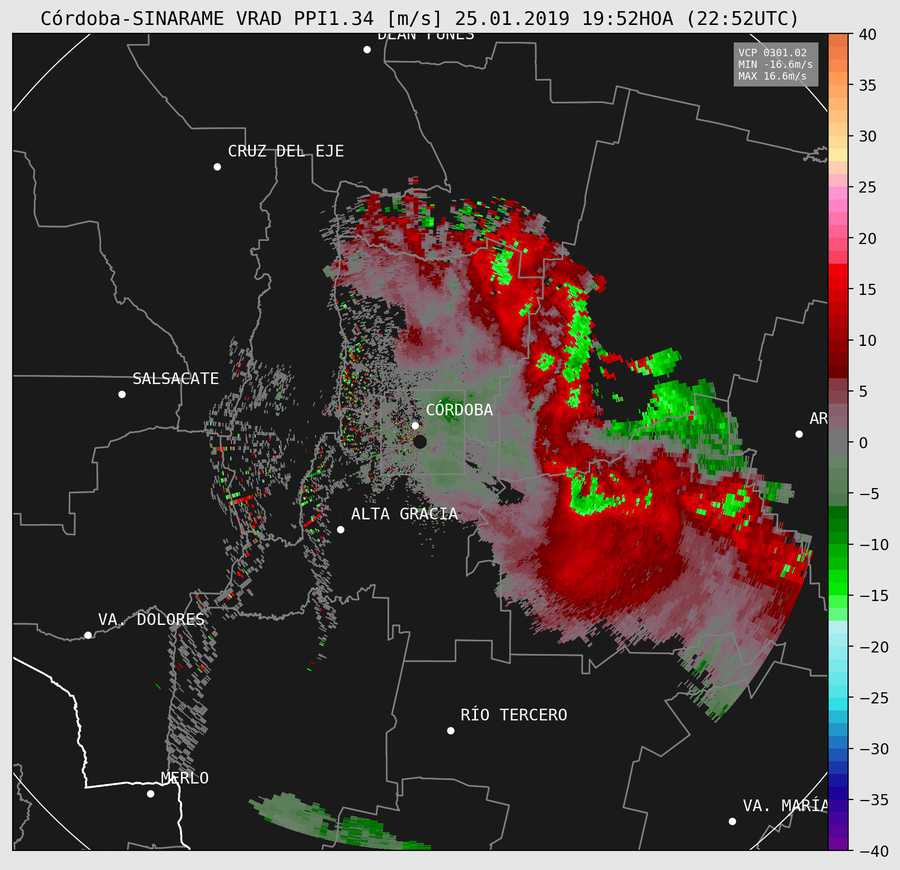 Córdoba-SINARAME VRAD PPI1.34 [m/s] 25.01.2019 19:52HOA (22:52UTC)
DEÁN FUNES
VCP 0301.02
MIN -16.6m/s
MAX 16.6m/s
CRUZ DEL EJE
SALSACATE
CÓRDOBA
AR
ALTA GRACIA
VA. DOLORES
RÍO TERCERO
MERLO
VA. MARÍA
40
35
30
25
20
15
10
5
0
−5
−10
−15
−20
−25
−30
−35
−40